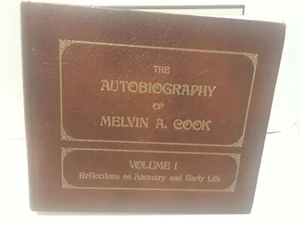 THE
AUTOBIOGRAPHY
OF
MELVIN A. COOK
VOLUME I
Reflections on Ancestry and Early Life